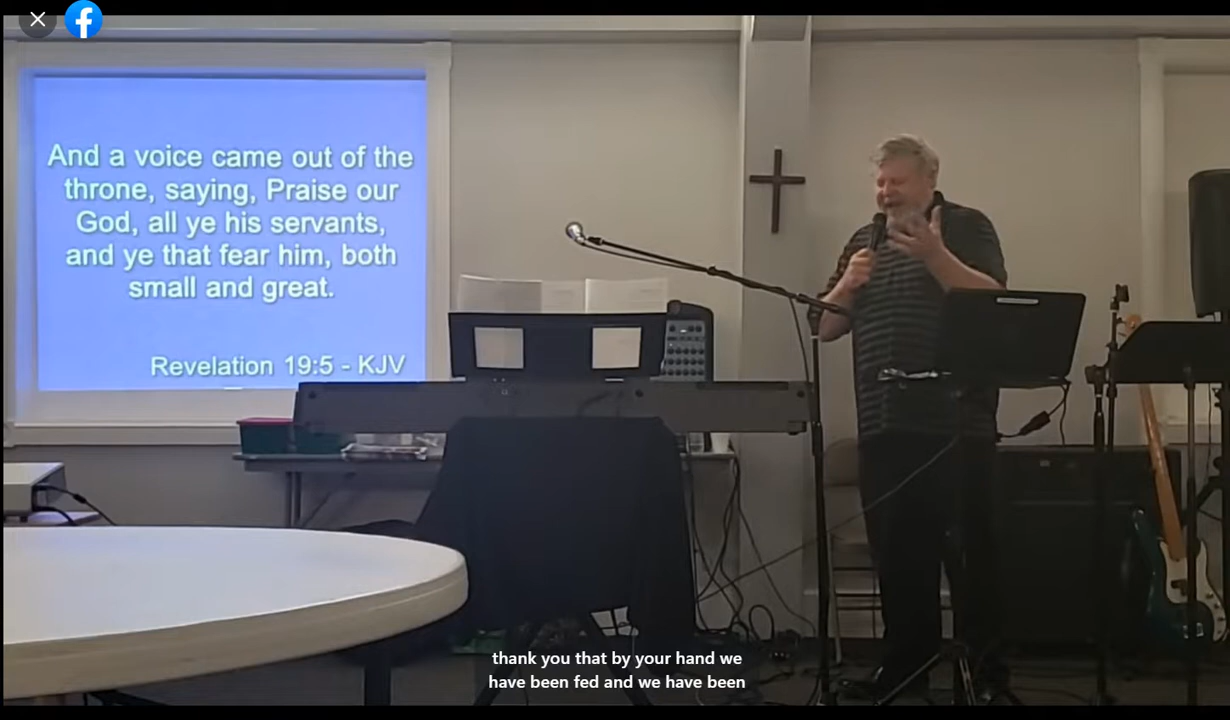 And a voice came out of the
throne, saying, Praise our
God, all ye his servants,
and ye that fear him, both
small and great.
Revelation 19:5 - KJV
thank you that by your hand we
have been fed and we have been